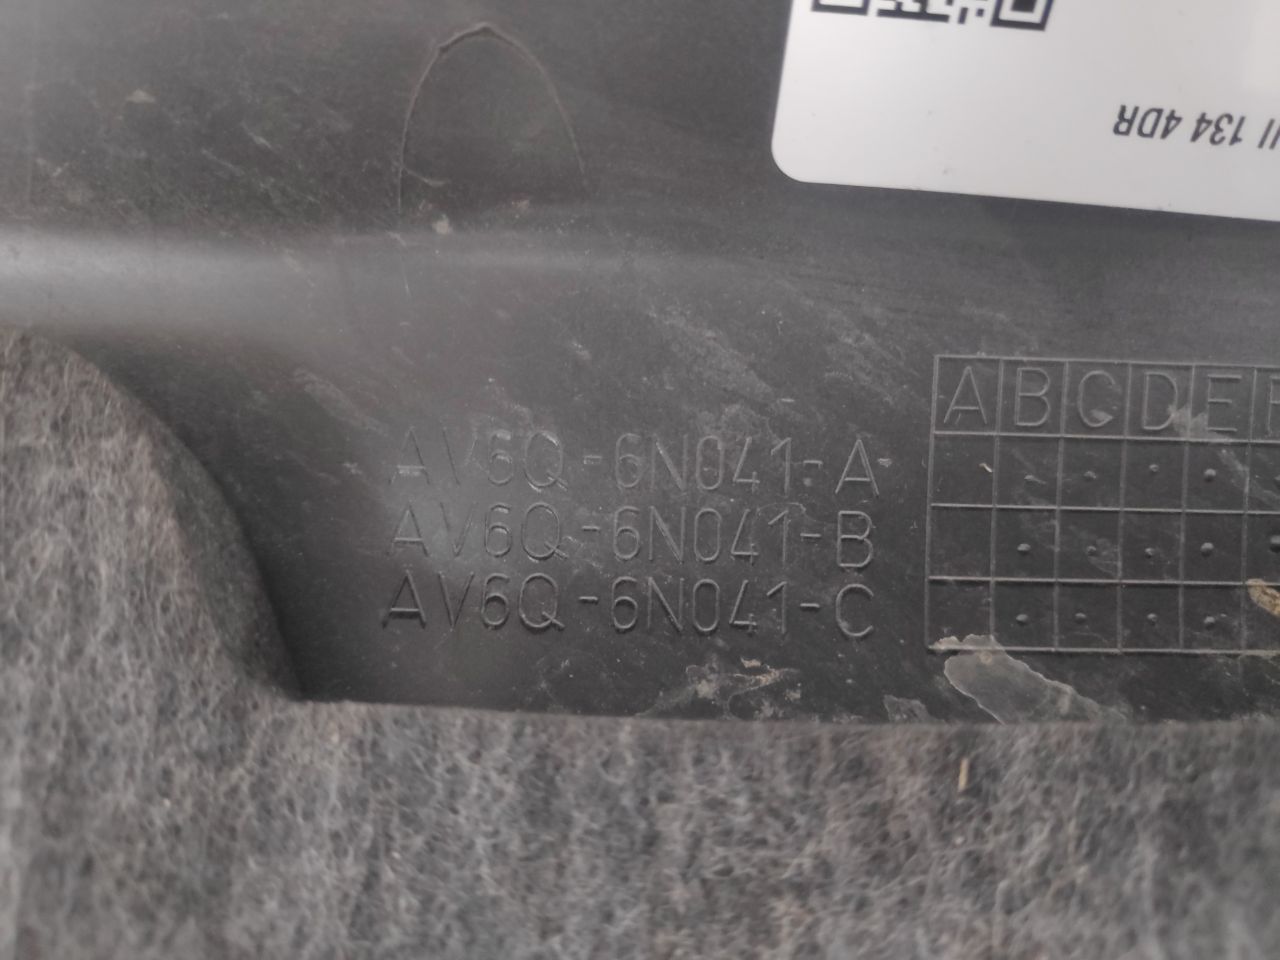 134 4DR
A B C D E
AV6Q-6N041-A
AV6Q-6N041-B
AV6Q-6N041-C